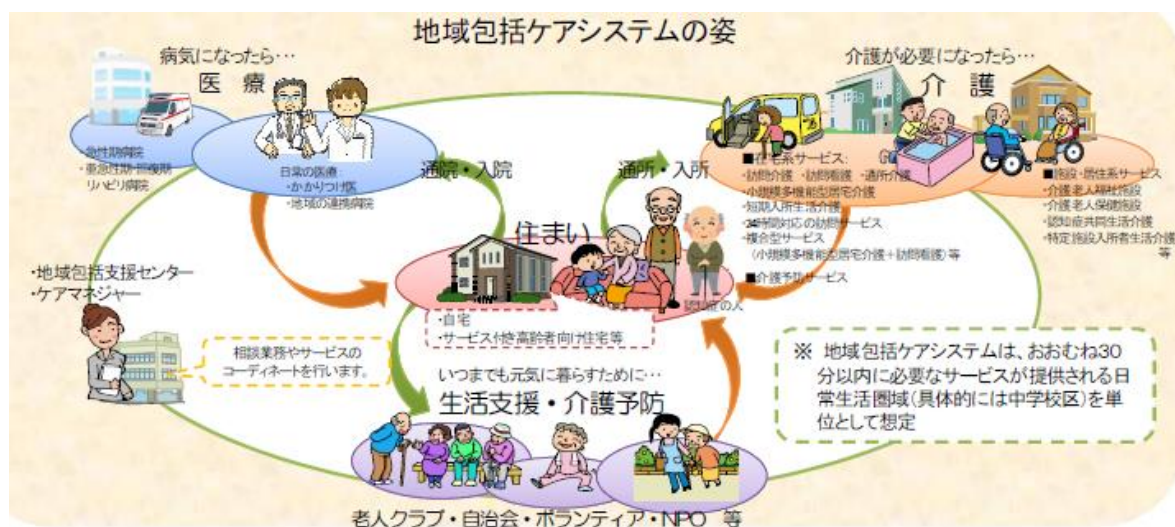 地域包括ケアシステムの姿
病気になったら･･･
医　療
・急性期病院
・亜急性期・回復期
リハビリ病院
日常の医療:
・かかりつけ医
・地域の連携病院
通院・入院
通所・入所
介護が必要になったら･･･
介　護
■在宅系サービス:
・訪問介護　・訪問看護　・通所介護
・小規模多機能型居宅介護
・短期入所生活介護
・24時間対応の訪問サービス
・複合型サービス
(小規模多機能型居宅介護＋訪問看護)等
■介護予防サービス
■施設・居住系サービス
・介護老人福祉施設
・介護老人保健施設
・認知症共同生活介護
・特定施設入所者生活介護
等
住まい
認知症の人
・自宅
・サービス付き高齢者向け住宅等
・地域包括支援センター
・ケアマネジャー
相談業務やサービスの
コーディネートを行います。
いつまでも元気に暮らすために･･･
生活支援・介護予防
老人クラブ・自治会・ボランティア・NPO　等
※　地域包括ケアシステムは、おおむね30
分以内に必要なサービスが提供される日
常生活圏域(具体的には中学校区)を単
位として想定